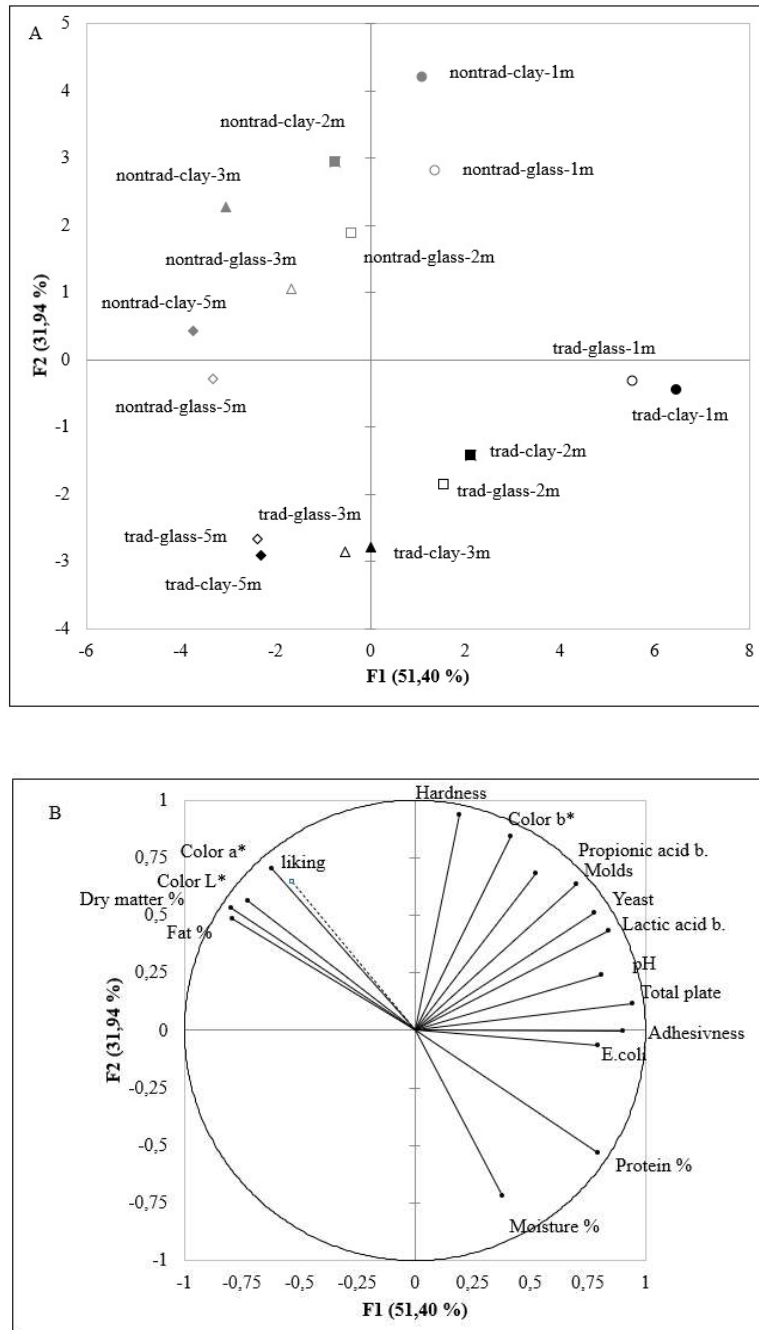 A
5
4
3
2
1
0
-1
-2
-3
-4
F2 (31,94 %)
nontrad-clay-1m
nontrad-clay-2m
nontrad-clay-3m
nontrad-glass-1m
nontrad-glass-3m
nontrad-glass-2m
nontrad-clay-5m
trad-glass-1m
nontrad-glass-5m
trad-clay-1m
trad-clay-2m
trad-glass-3m
trad-glass-2m
trad-glass-5m
trad-clay-3m
trad-clay-5m
-6 -4 -2 0 2 4 6 8
F1 (51,40 %)
B
1
0,75
0,5
0,25
0
-0,25
-0,5
-0,75
-1
F2 (31,94 %)
Hardness
Color b*
Color a*
liking
Propionic acid b.
Color L*
Molds
Dry matter %
Yeast
Fat %
Lactic acid b.
pH
Total plate
Adhesivness
E.coli
Protein %
Moisture %
-1 -0,75 -0,5 -0,25 0 0,25 0,5 0,75 1
F1 (51,40 %)